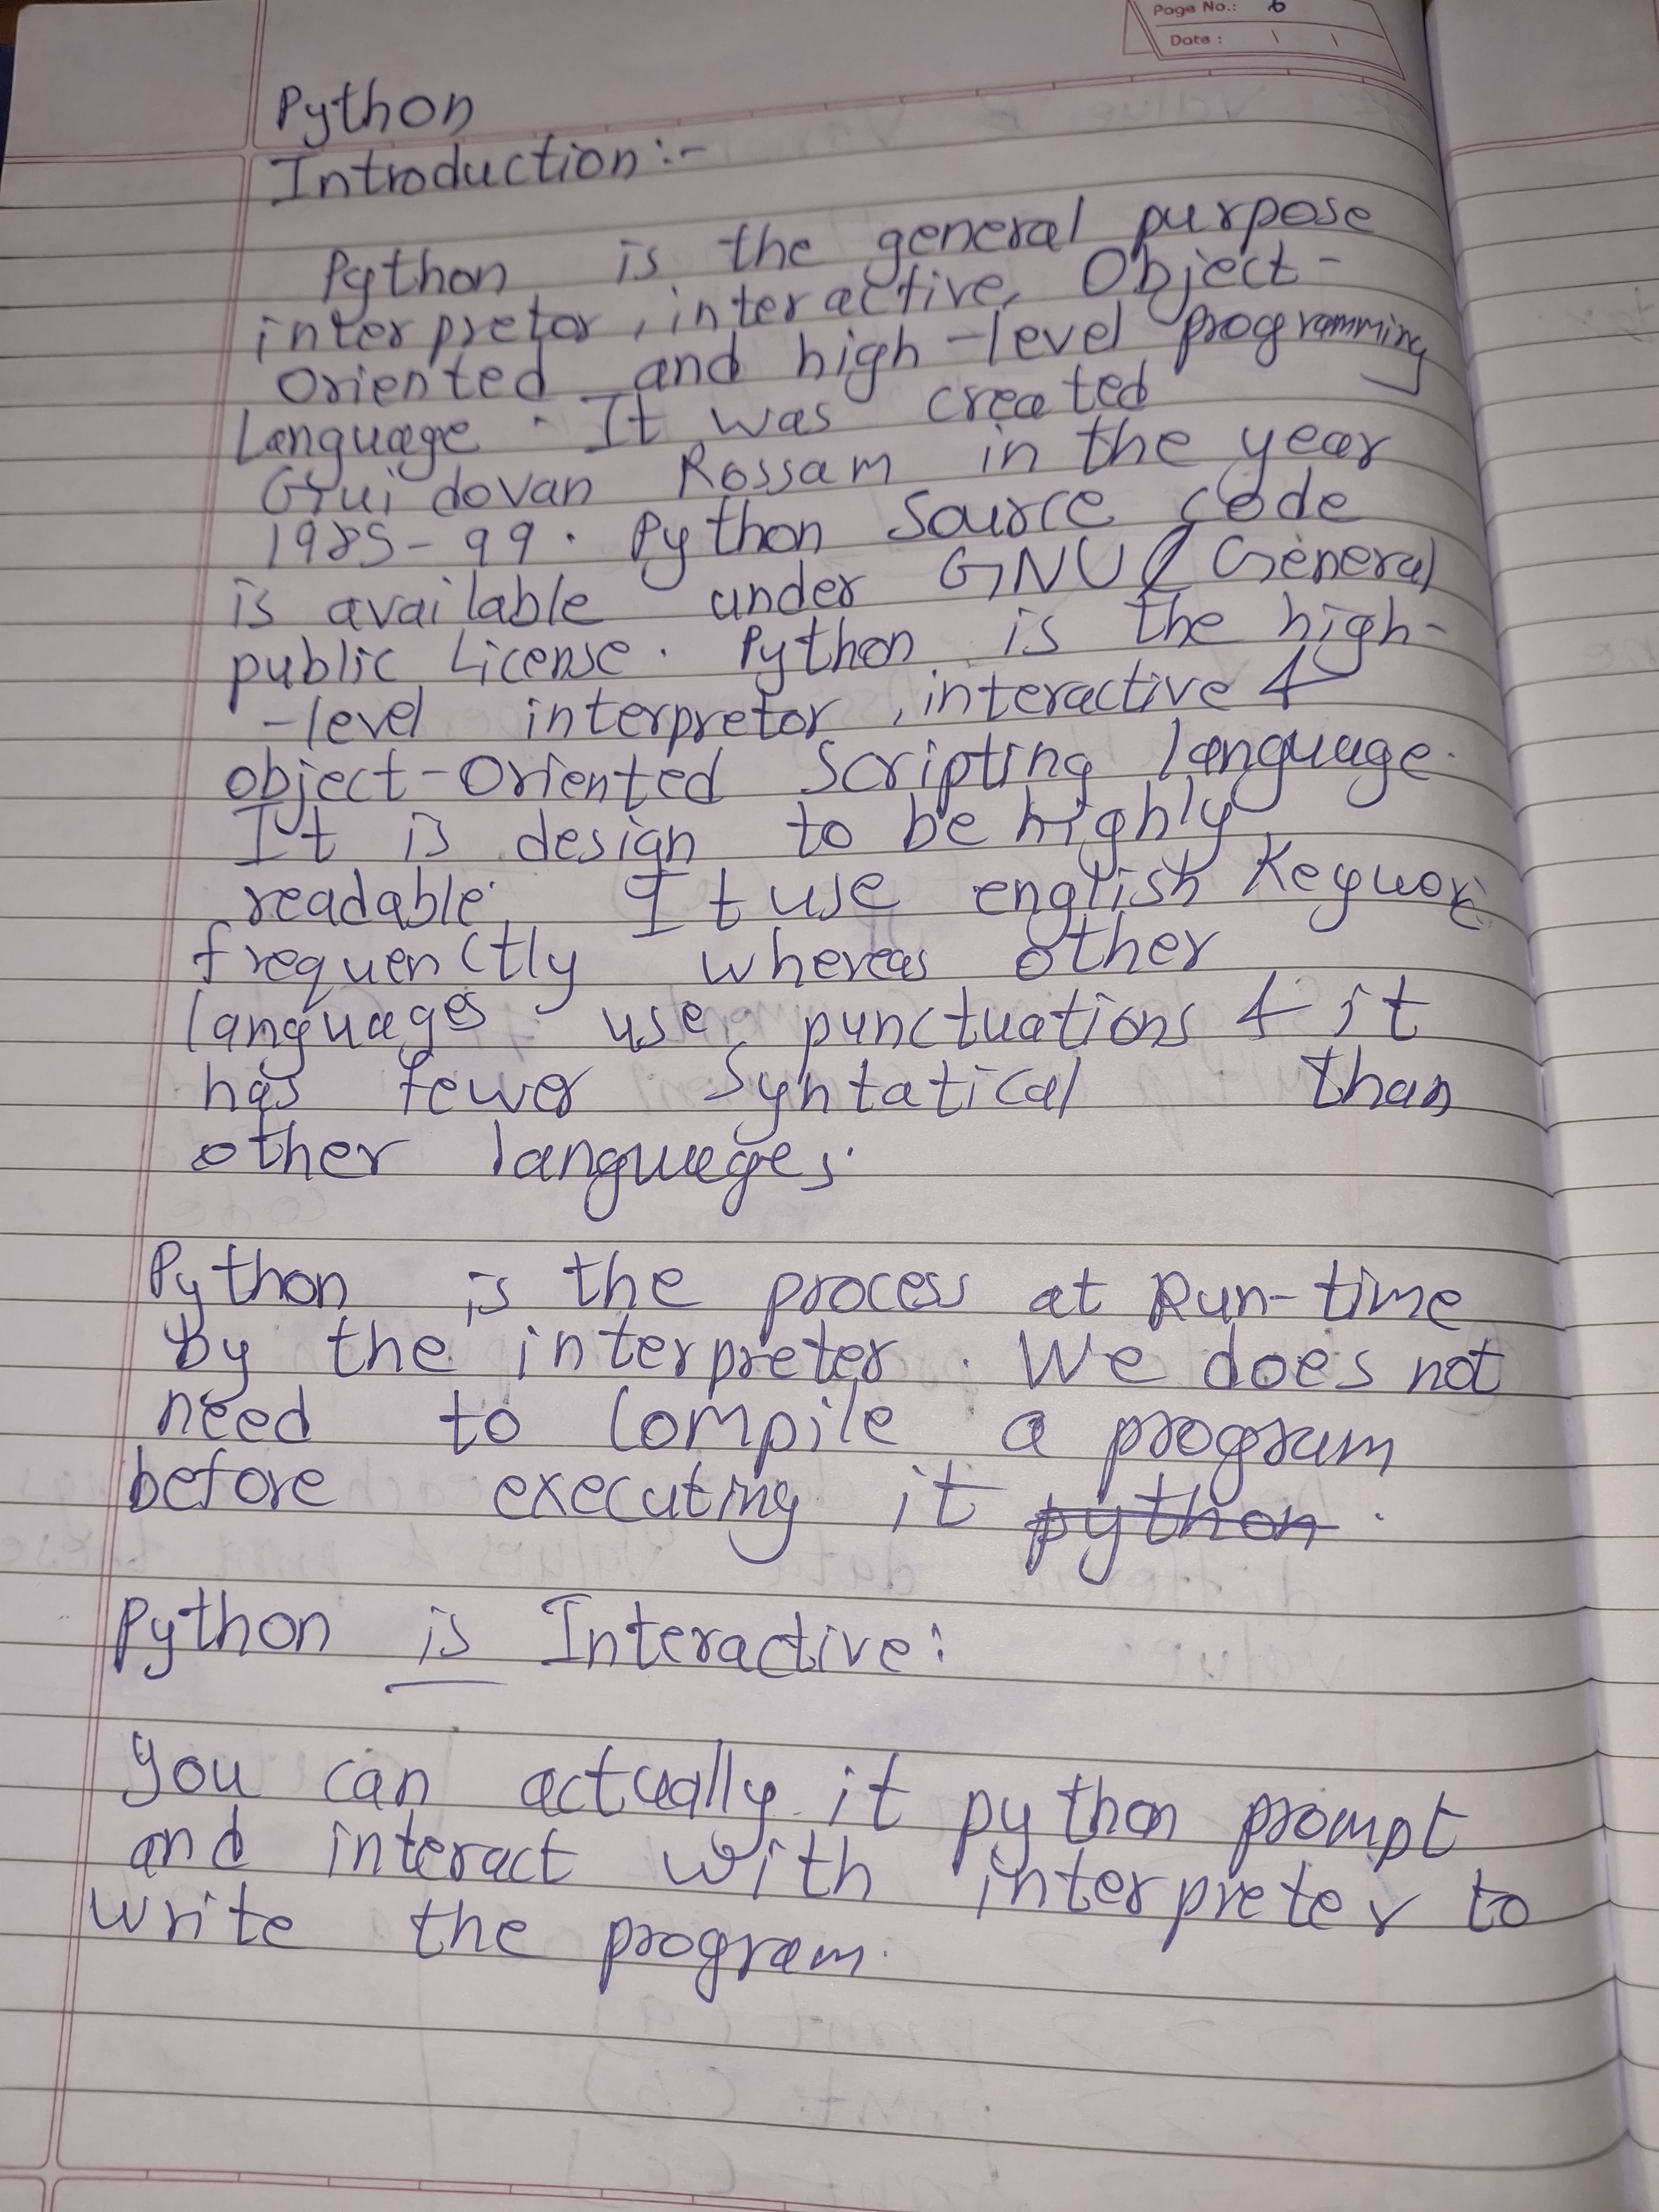 Page No.: 6
Date :
Python
Introduction:-
Python is the general purpose
interpretor, interactive, Object-
Oriented and high-level programming
Language. It was created
Guidovan Rossam in the year
1985-99. Python Source code
is available under GNU General
public License. Python is the high-
-level interpretor, interactive &
object-Oriented Scripting language.
It is design to be highly
readable. It use english Keywor
frequenctly whereas other
languages use punctuations & it
has fewer Syntatical than
other languages.
Python is the process at Run-time
by the interpreter. We does not
need to Compile a program
before executing it python.
Python is Interactive:
you can actually it python prompt
and interact with interpreter to
write the program.